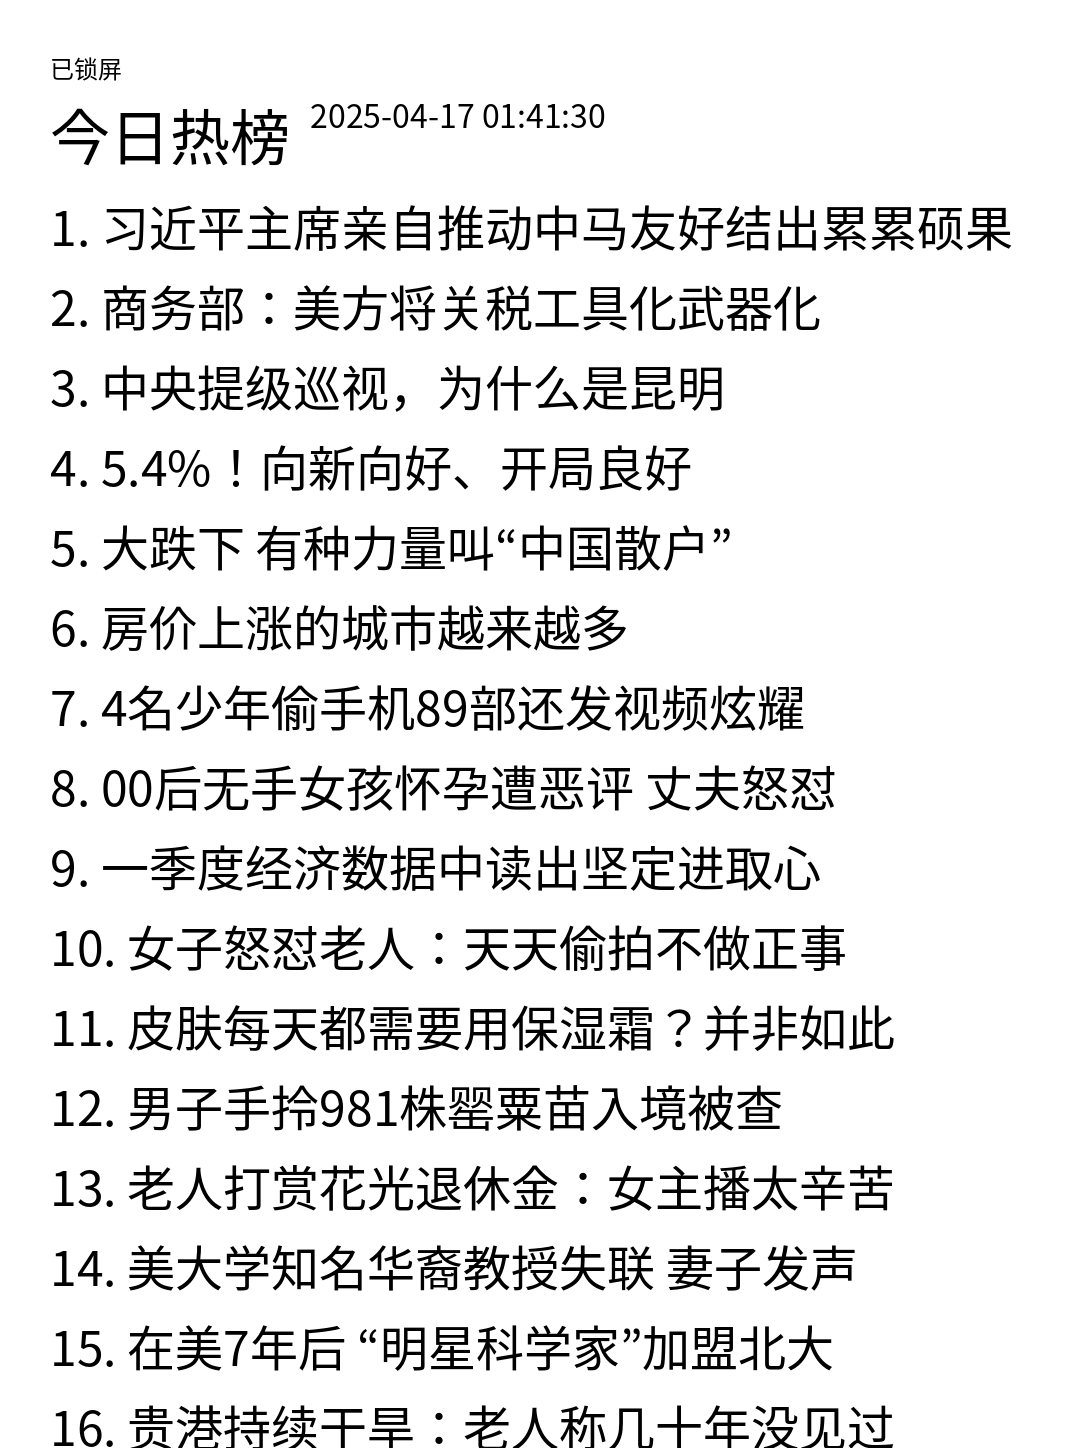 已锁屏
今日热榜 2025-04-17 01:41:30
1. 习近平主席亲自推动中马友好结出累累硕果
2. 商务部：美方将关税工具化武器化
3. 中央提级巡视，为什么是昆明
4. 5.4%！向新向好、开局良好
5. 大跌下 有种力量叫“中国散户”
6. 房价上涨的城市越来越多
7. 4名少年偷手机89部还发视频炫耀
8. 00后无手女孩怀孕遭恶评 丈夫怒怼
9. 一季度经济数据中读出坚定进取心
10. 女子怒怼老人：天天偷拍不做正事
11. 皮肤每天都需要用保湿霜？并非如此
12. 男子手拎981株罂粟苗入境被查
13. 老人打赏花光退休金：女主播太辛苦
14. 美大学知名华裔教授失联 妻子发声
15. 在美7年后 “明星科学家”加盟北大
16. 贵港持续干旱：老人称几十年没见过